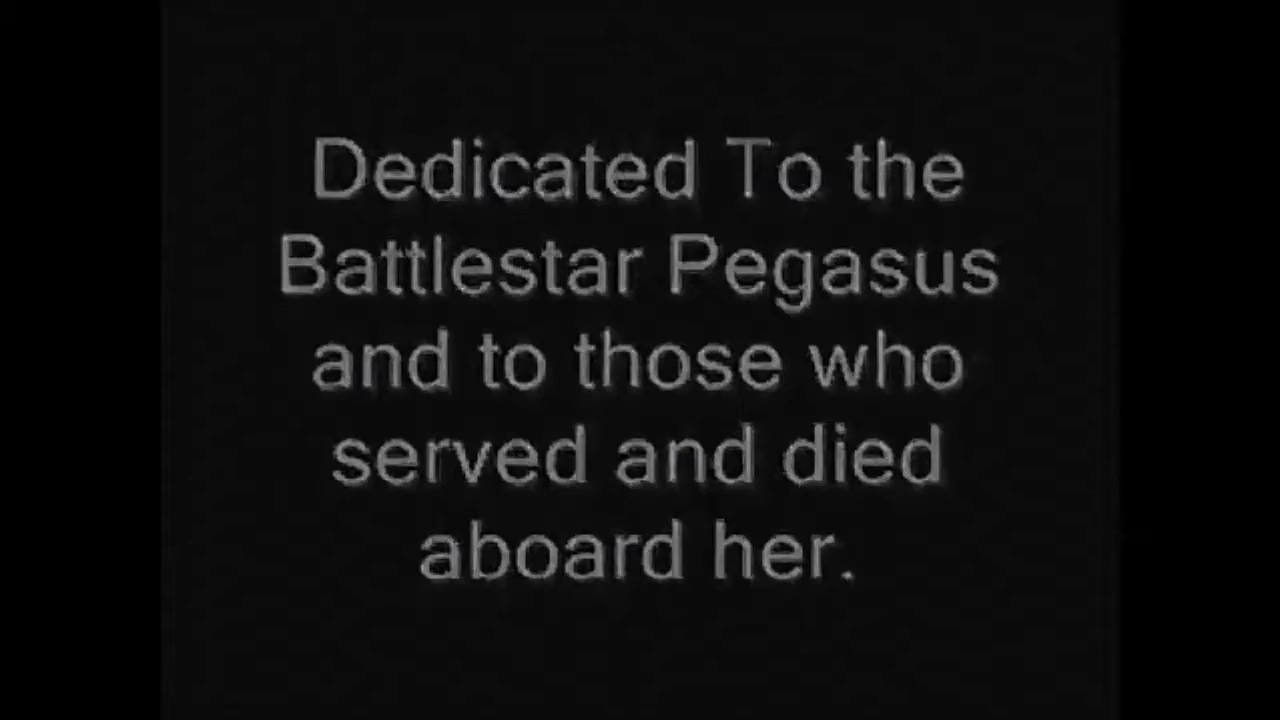 Dedicated To the
Battlestar Pegasus
and to those who
served and died
aboard her.